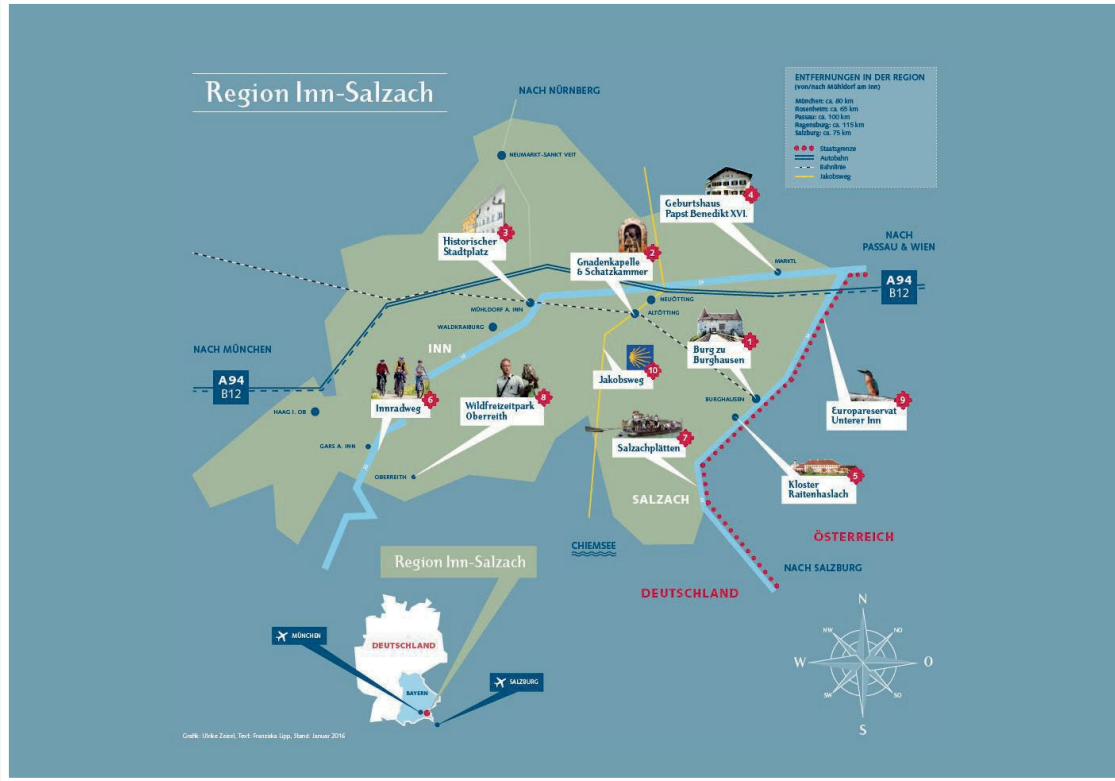 Region Inn-Salzach
NACH NÜRNBERG
ENTFERNUNGEN IN DER REGION
(von/nach Mühldorf am Inn)
München: ca. 80 km
Rosenheim: ca. 65 km
Passau: ca. 100 km
Regensburg: ca. 115 km
Salzburg: ca. 75 km
Staatsgrenze
Autobahn
Bahnlinie
Jakobsweg
NEUMARKT-SANKT VEIT
4
Geburtshaus
Papst Benedikt XVI.
3
Historischer
Stadtplatz
2
Gnadenkapelle
& Schatzkammer
NACH
PASSAU & WIEN
MARKTL
A94
B12
NEUÖTTING
MÜHLDORF A. INN
ALTÖTTING
WALDKRAIBURG
INN
NACH MÜNCHEN
A94
B12
1
Burg zu
Burghausen
10
Jakobsweg
6
Innradweg
8
Wildfreizeitpark
Oberreith
9
Europareservat
Unterer Inn
BURGHAUSEN
HAAG I. OB
GARS A. INN
7
Salzachplätten
OBERREITH
5
Kloster
Raitenhaslach
SALZACH
ÖSTERREICH
CHIEMSEE
NACH SALZBURG
DEUTSCHLAND
Region Inn-Salzach
MÜNCHEN
DEUTSCHLAND
SALZBURG
BAYERN
N
NW
NO
W
O
SW
SO
S
Grafik: Ulrike Zeizel, Text: Franziska Lipp, Stand: Januar 2016